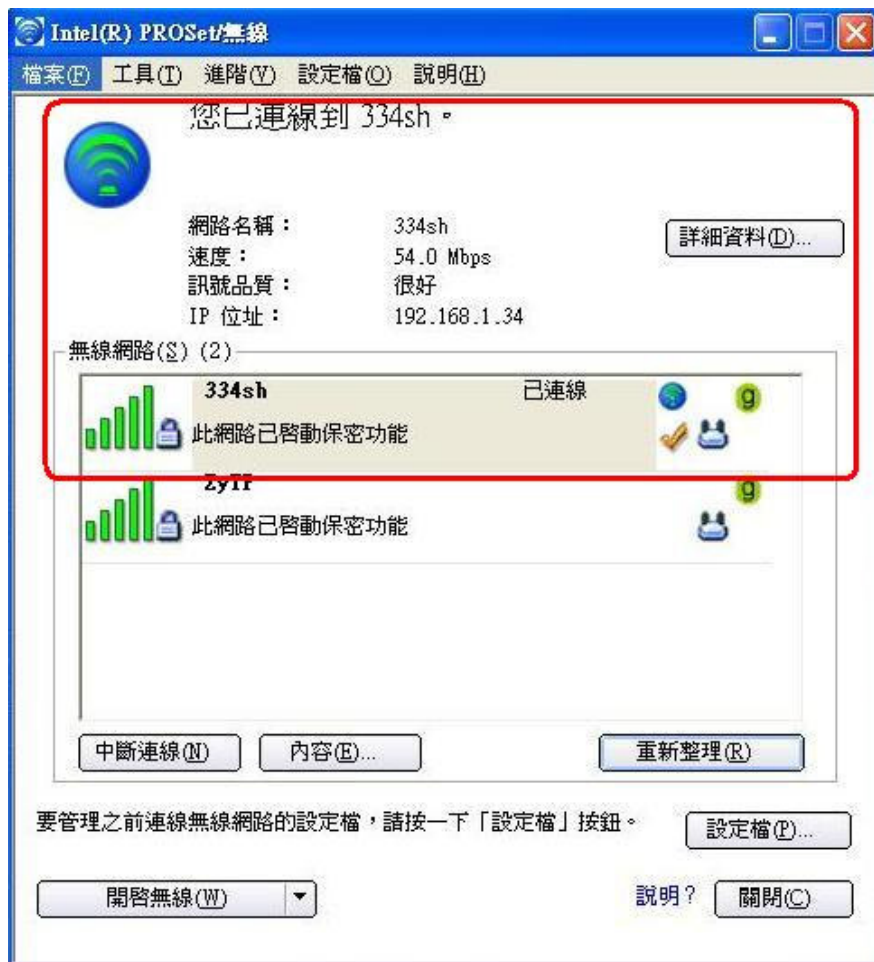 Intel(R) PROSet/無線
檔案(F) 工具(T) 進階(V) 設定檔(O) 說明(H)
您已連線到 334sh。
網路名稱： 334sh
速度： 54.0 Mbps
訊號品質： 很好
IP 位址： 192.168.1.34
詳細資料(D)...
無線網路(S) (2)
334sh 已連線
g
此網路已啓動保密功能
g
此網路已啓動保密功能
中斷連線(N) 內容(E)... 重新整理(R)
要管理之前連線無線網路的設定檔，請按一下「設定檔」按鈕。 設定檔(P)...
開啓無線(W) 說明？ 關閉(C)